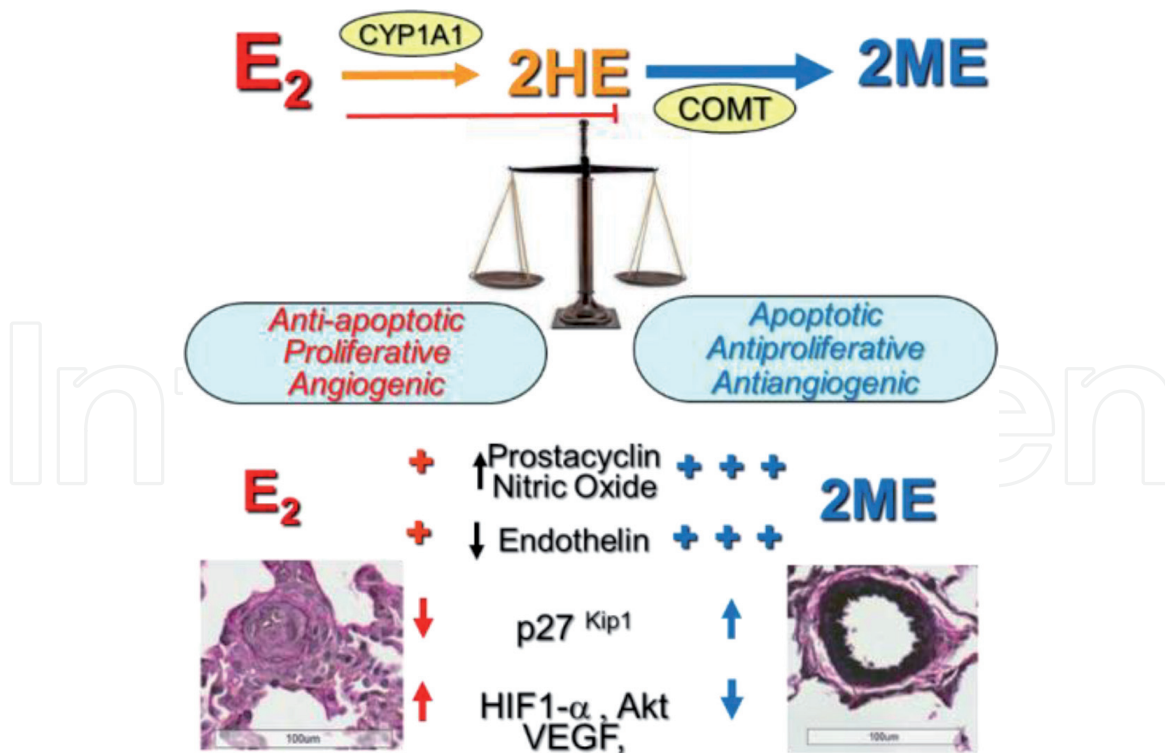 CYP1A1
E2 2HE 2ME
COMT
Anti-apoptotic
Proliferative
Angiogenic
Apoptotic
Antiproliferative
Antiangiogenic
+ ↑ Prostacyclin + + +
Nitric Oxide
E2 2ME
+ ↓ Endothelin + + +
↓ p27 Kip1 ↑
↑ HIF1-α , Akt ↓
VEGF,
100um
100um